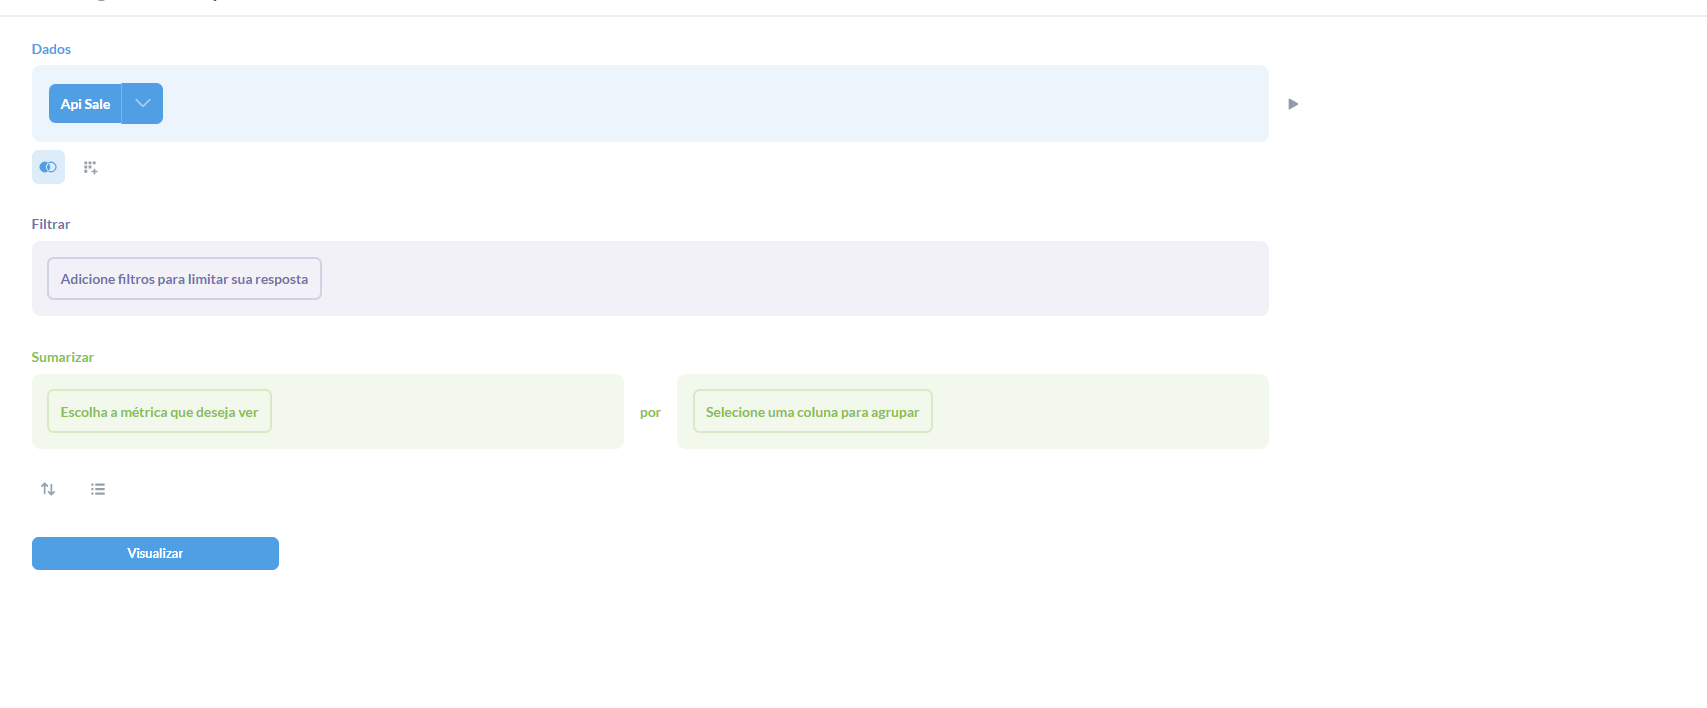 Dados
Api Sale
Filtrar
Adicione filtros para limitar sua resposta
Sumarizar
Escolha a métrica que deseja ver
por
Selecione uma coluna para agrupar
Visualizar